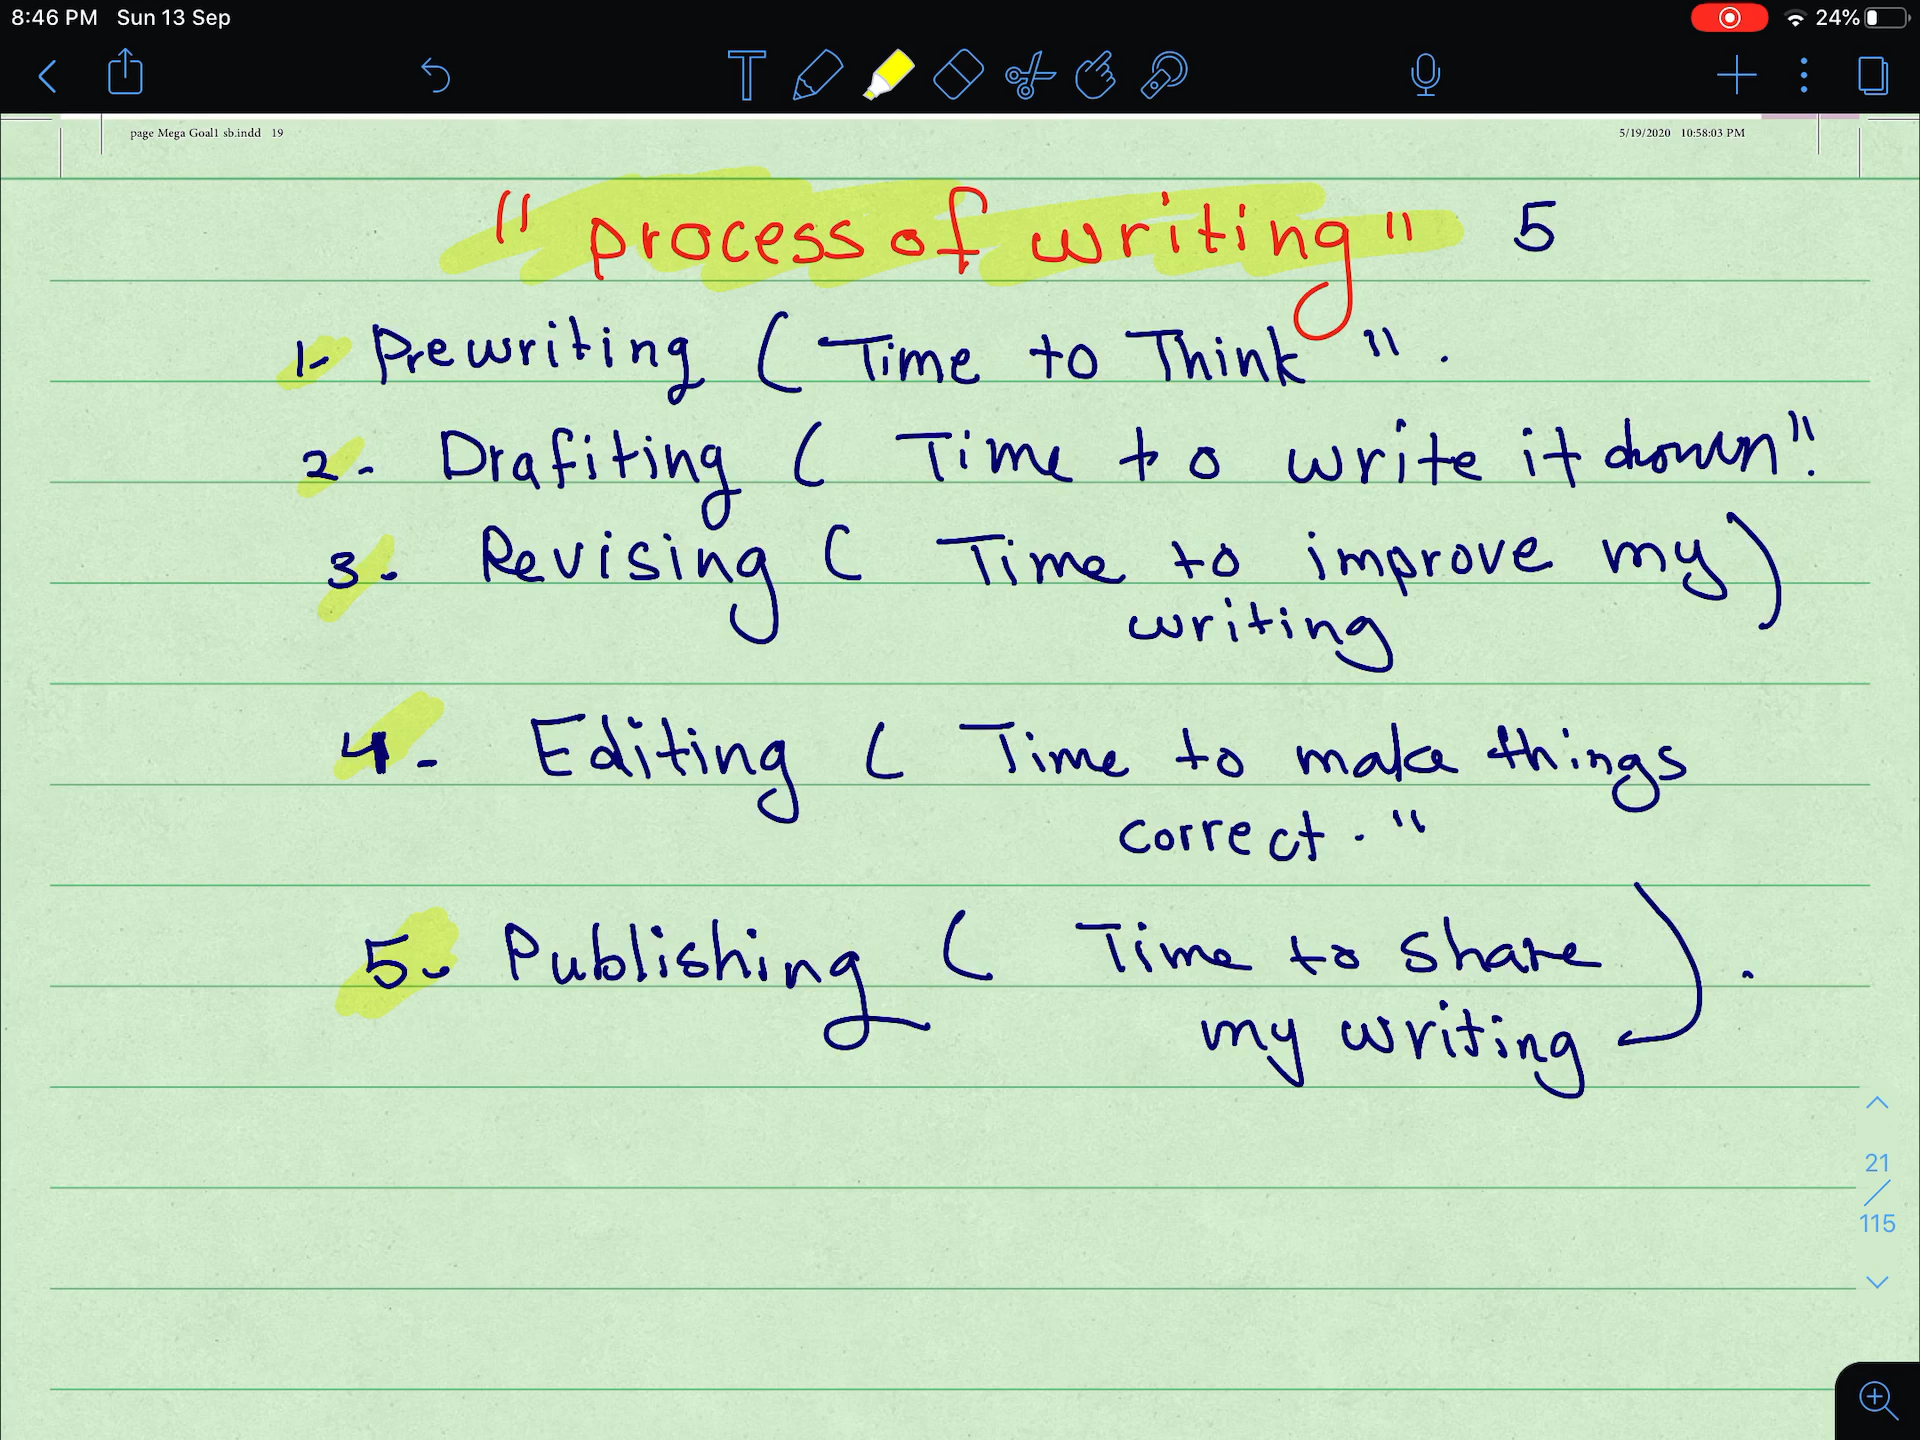 8:46 PM Sun 13 Sep 24%
page Mega Goal1 sb.indd 19 5/19/2020 10:58:03 PM
" process of writing " 5
1- Prewriting ( Time to Think " .
2- Drafiting ( Time to write it down".
3- Revising ( Time to improve my )
writing
4- Editing ( Time to make things
correct . "
5- Publishing ( Time to share
my writing ) .
21
/
115